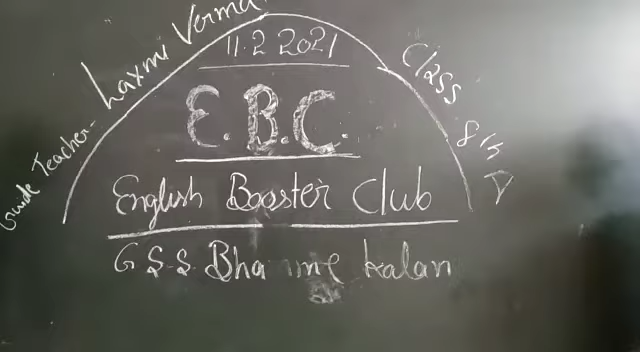 Guide Teacher- Laxmi Verma
Class 8th D
11.2 2021
E.B.C.
English Booster Club
G.S.S. Bhamme kalan